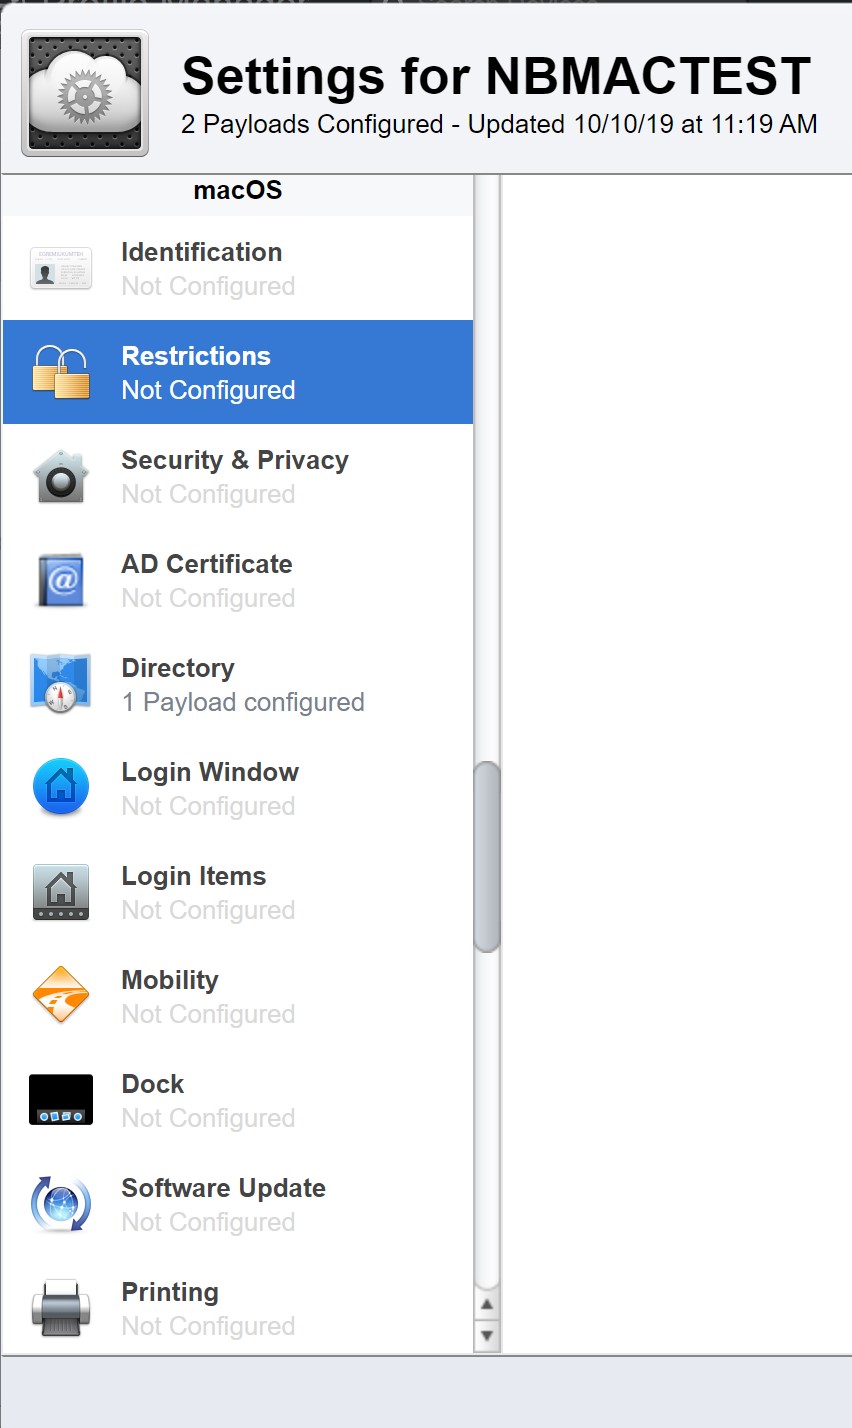 Settings for NBMACTEST
2 Payloads Configured - Updated 10/10/19 at 11:19 AM
macOS
Identification
Not Configured
Restrictions
Not Configured
Security & Privacy
Not Configured
AD Certificate
Not Configured
Directory
1 Payload configured
Login Window
Not Configured
Login Items
Not Configured
Mobility
Not Configured
Dock
Not Configured
Software Update
Not Configured
Printing
Not Configured